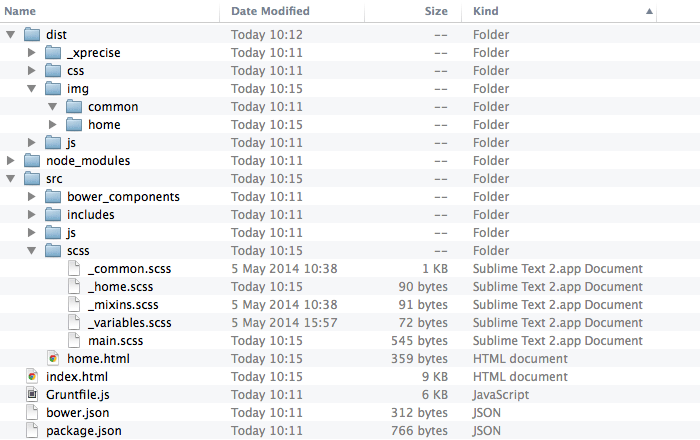 Name Date Modified Size Kind
dist Today 10:12 -- Folder
_xprecise Today 10:11 -- Folder
css Today 10:11 -- Folder
img Today 10:15 -- Folder
common Today 10:11 -- Folder
home Today 10:15 -- Folder
js Today 10:11 -- Folder
node_modules Today 10:11 -- Folder
src Today 10:15 -- Folder
bower_components Today 10:11 -- Folder
includes Today 10:11 -- Folder
js Today 10:11 -- Folder
scss Today 10:15 -- Folder
_common.scss 5 May 2014 10:38 1 KB Sublime Text 2.app Document
_home.scss Today 10:15 90 bytes Sublime Text 2.app Document
_mixins.scss 5 May 2014 10:38 91 bytes Sublime Text 2.app Document
_variables.scss 5 May 2014 15:57 72 bytes Sublime Text 2.app Document
main.scss Today 10:15 545 bytes Sublime Text 2.app Document
home.html Today 10:15 359 bytes HTML document
index.html Today 10:15 9 KB HTML document
Gruntfile.js Today 10:11 6 KB JavaScript
bower.json Today 10:11 312 bytes JSON
package.json Today 10:11 766 bytes JSON